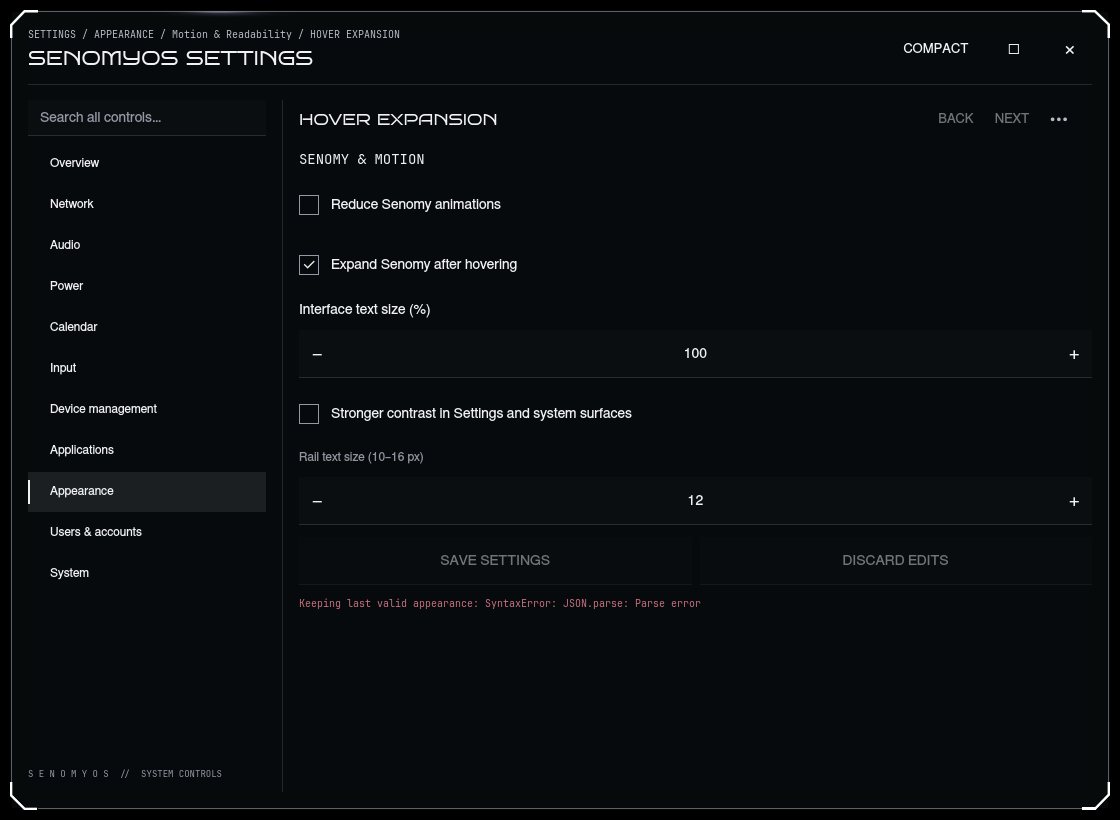 SETTINGS / APPEARANCE / Motion & Readability / HOVER EXPANSION
SENOMYOS SETTINGS
COMPACT
Search all controls...
Overview
Network
Audio
Power
Calendar
Input
Device management
Applications
Appearance
Users & accounts
System
SENOMYOS // SYSTEM CONTROLS
HOVER EXPANSION
BACK NEXT •••
SENOMY & MOTION
Reduce Senomy animations
Expand Senomy after hovering
Interface text size (%)
− 100 +
Stronger contrast in Settings and system surfaces
Rail text size (10–16 px)
− 12 +
SAVE SETTINGS DISCARD EDITS
Keeping last valid appearance: SyntaxError: JSON.parse: Parse error